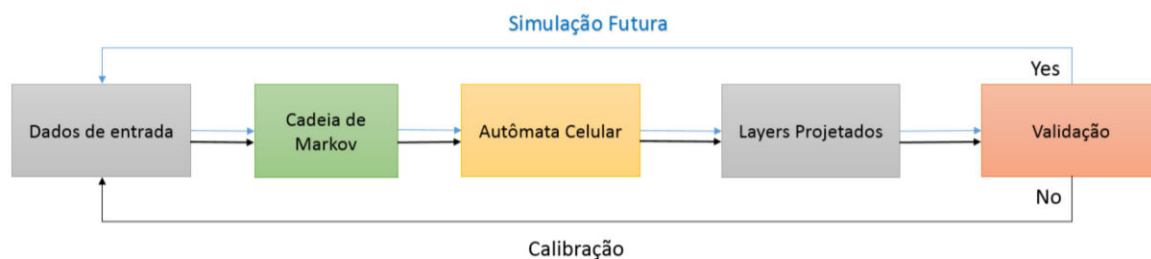 Simulação Futura
Yes
Dados de entrada
Cadeia de
Markov
Autômata Celular
Layers Projetados
Validação
No
Calibração